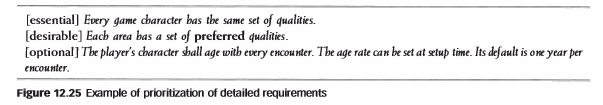 [essential] Every game character has the same set of qualities.
[desirable] Each area has a set of preferred qualities.
[optional] The player's character shall age with every encounter. The age rate can be set at setup time. Its default is one year per
encounter.
Figure 12.25 Example of prioritization of detailed requirements